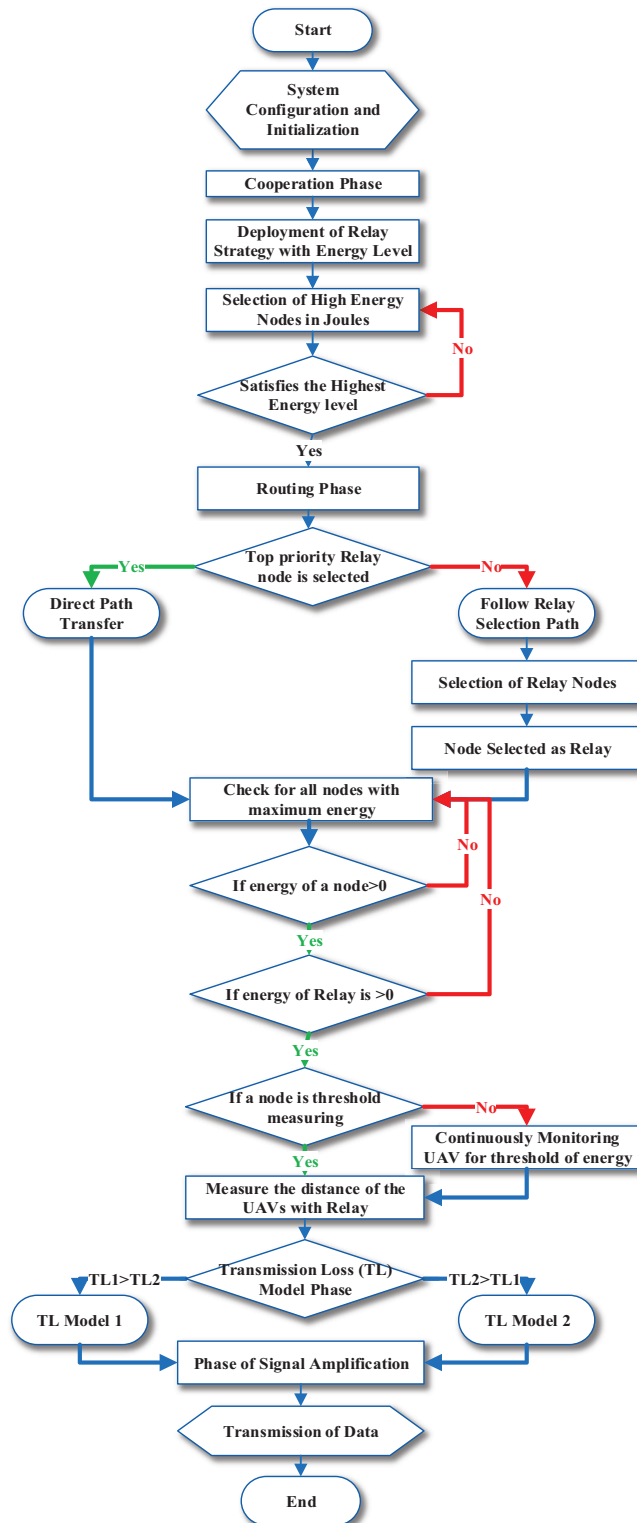 Start
System
Configuration and
Initialization
Cooperation Phase
Deployment of Relay
Strategy with Energy Level
Selection of High Energy
Nodes in Joules
No
Satisfies the Highest
Energy level
Yes
Routing Phase
Top priority Relay
node is selected
Yes
No
Direct Path
Transfer
Follow Relay
Selection Path
Selection of Relay Nodes
Node Selected as Relay
Check for all nodes with
maximum energy
No
If energy of a node>0
No
Yes
If energy of Relay is >0
Yes
If a node is threshold
measuring
No
Continuously Monitoring
UAV for threshold of energy
Yes
Measure the distance of the
UAVs with Relay
Transmission Loss (TL)
Model Phase
TL1>TL2
TL2>TL1
TL Model 1
TL Model 2
Phase of Signal Amplification
Transmission of Data
End